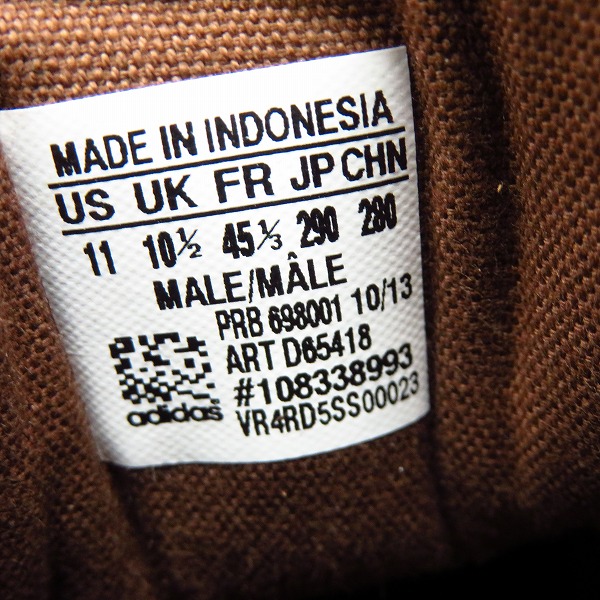 MADE IN INDONESIA
US UK FR JP CHN
11 10½ 45⅓ 290 280
MALE/MÂLE
PRB 698001 10/13
ART D65418
#108338993
adidas VR4RD5SS00023